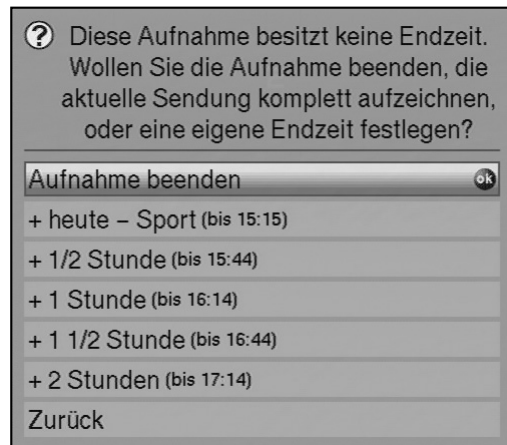 ? Diese Aufnahme besitzt keine Endzeit.
Wollen Sie die Aufnahme beenden, die
aktuelle Sendung komplett aufzeichnen,
oder eine eigene Endzeit festlegen?
Aufnahme beenden ok
+ heute – Sport (bis 15:15)
+ 1/2 Stunde (bis 15:44)
+ 1 Stunde (bis 16:14)
+ 1 1/2 Stunde (bis 16:44)
+ 2 Stunden (bis 17:14)
Zurück